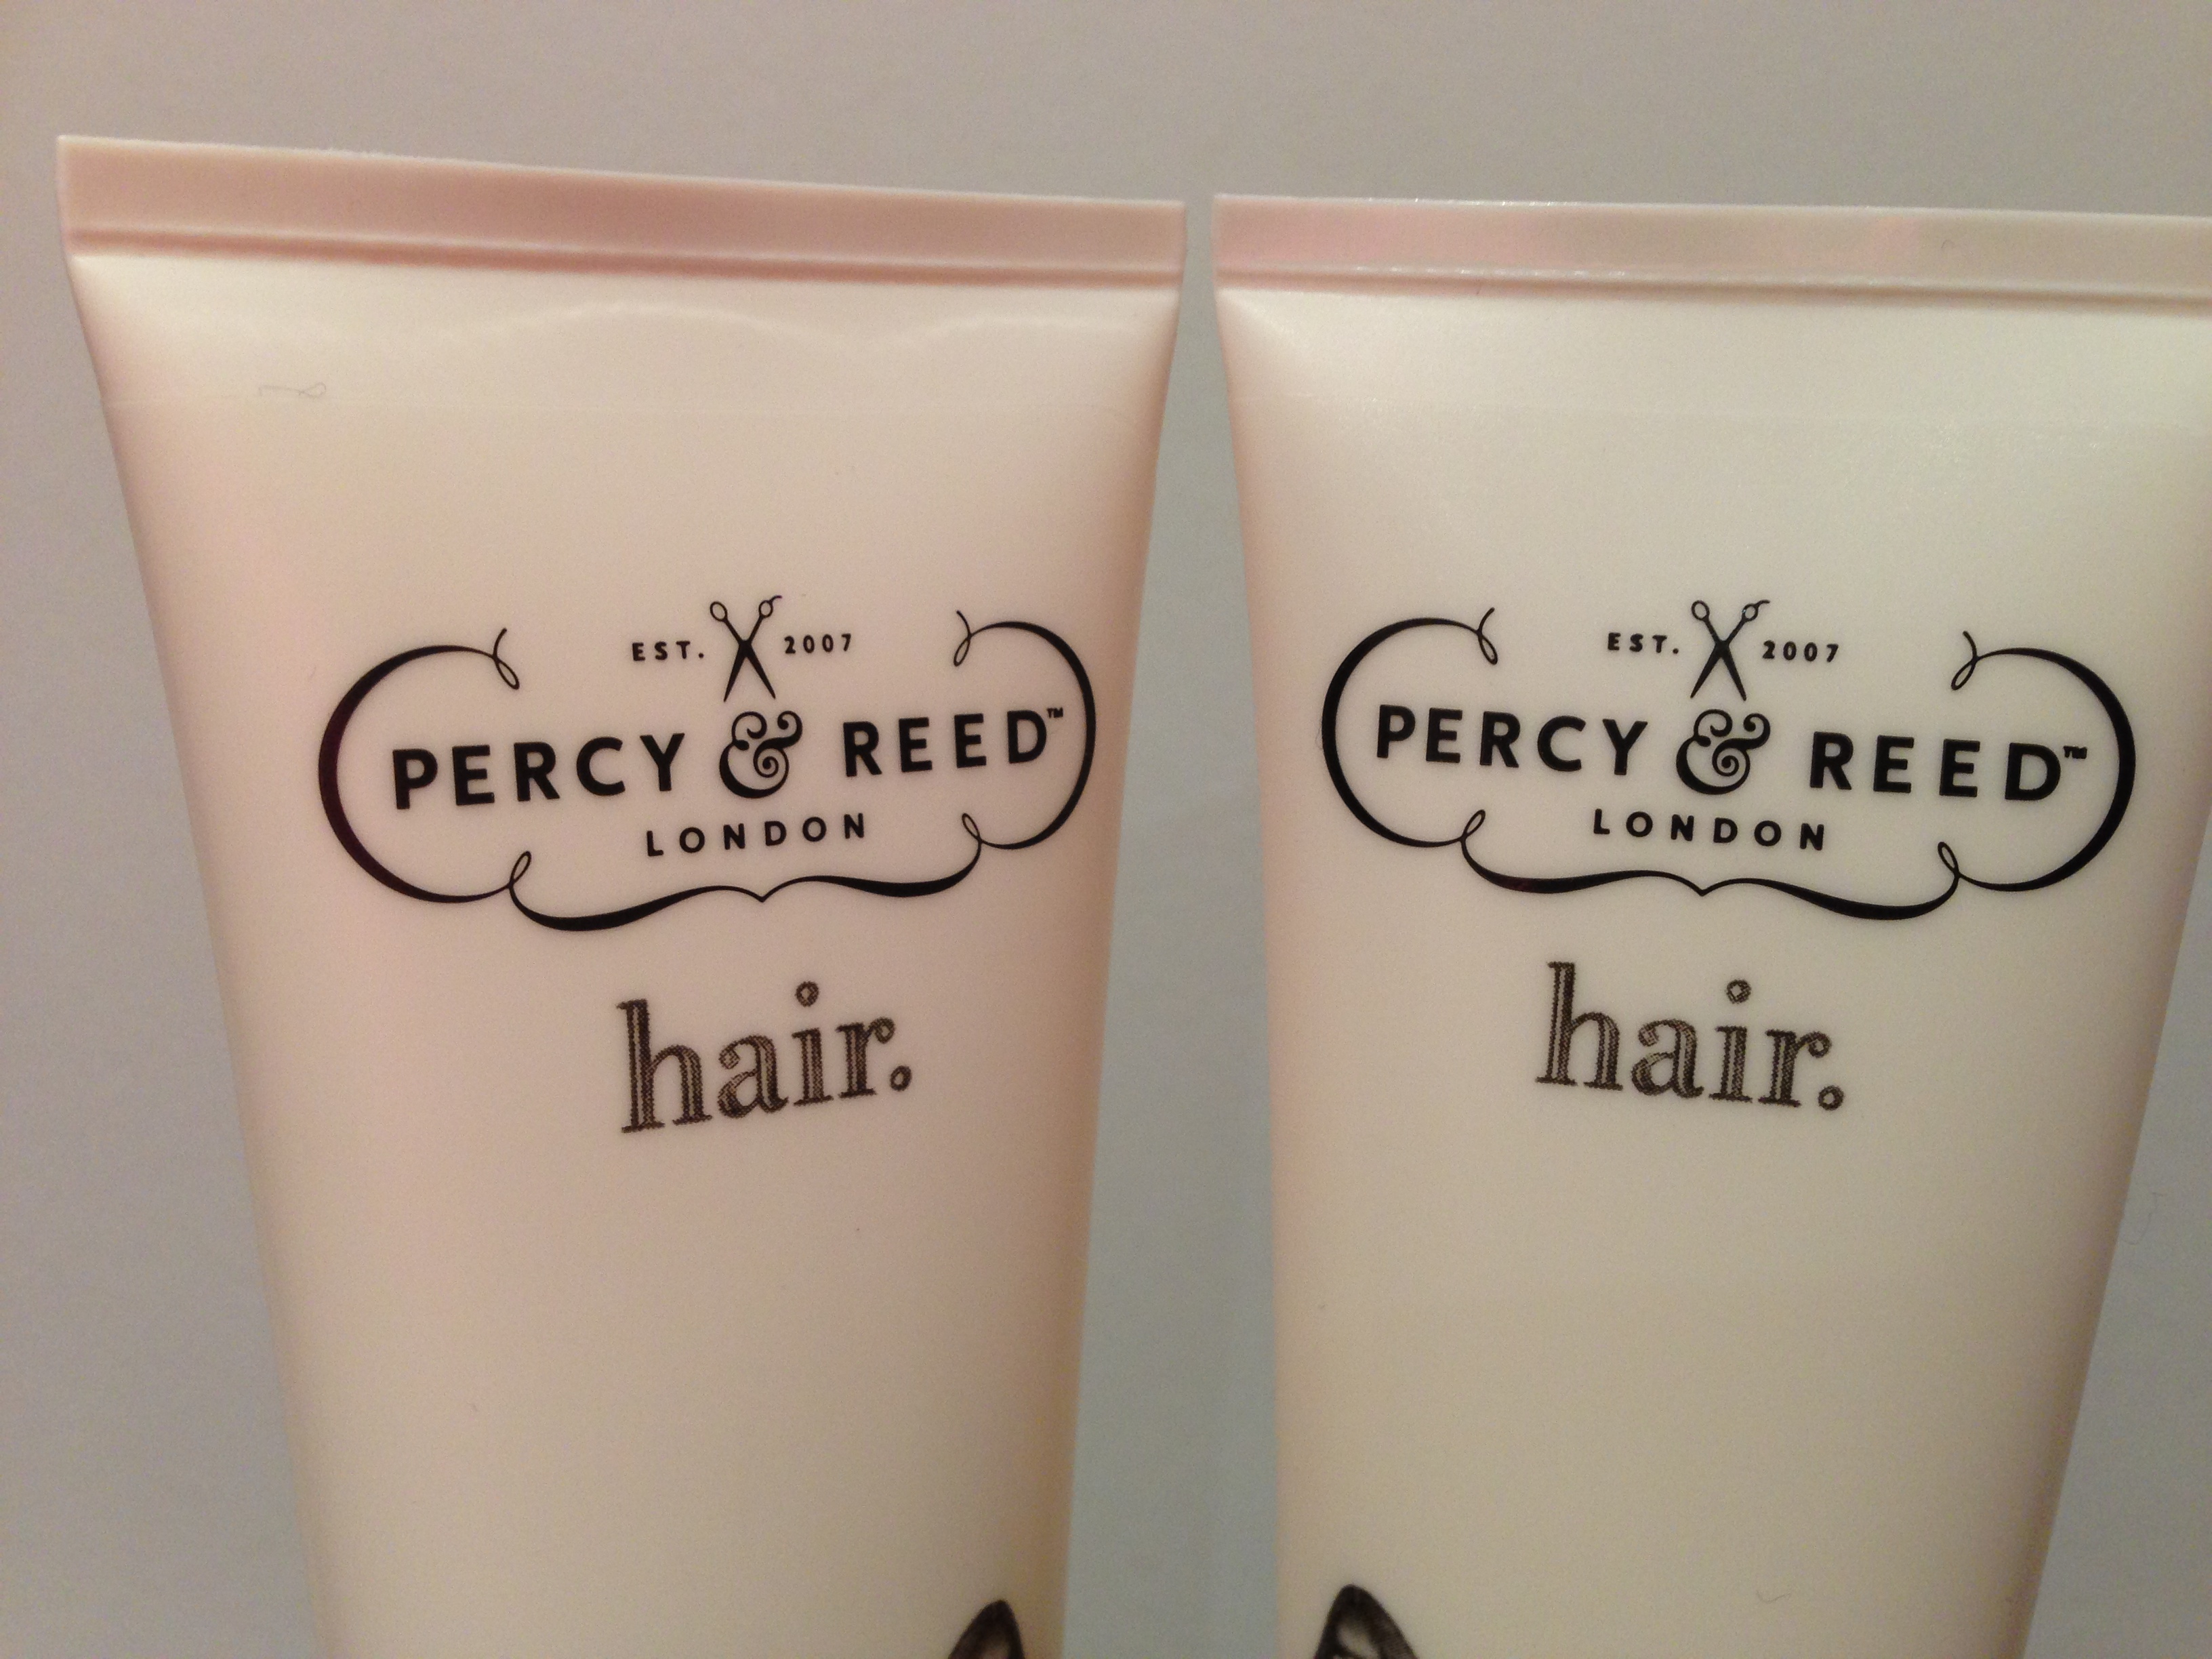 EST. 2007
PERCY & REED™
LONDON
hair.
EST. 2007
PERCY & REED™
LONDON
hair.